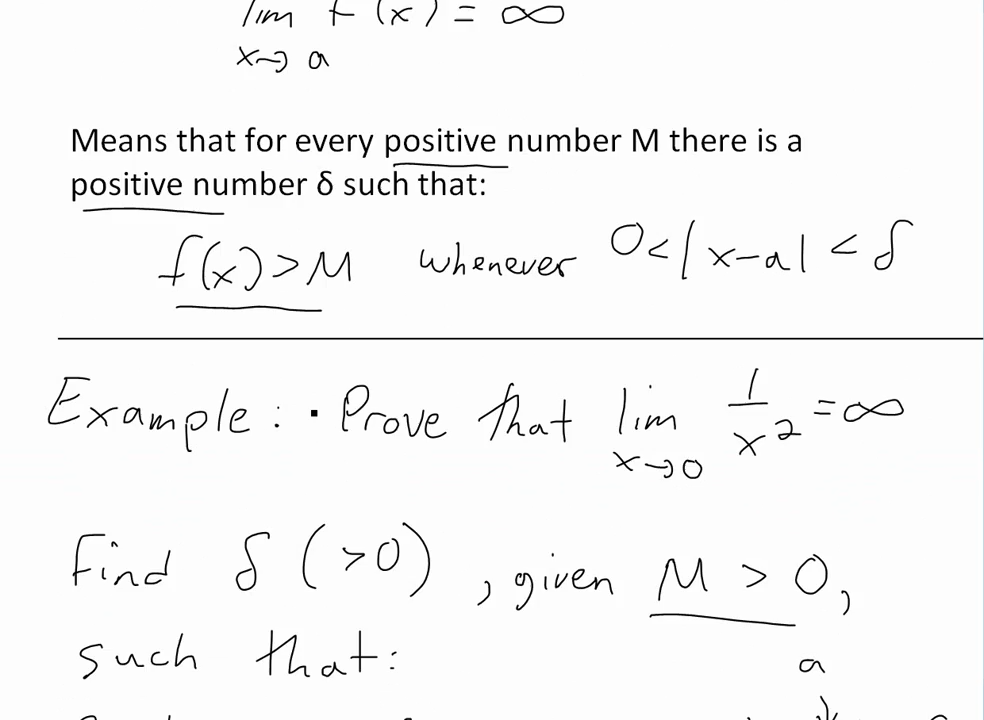 lim f(x) = ∞
x→a
Means that for every positive number M there is a
positive number δ such that:
f(x) > M whenever 0 < |x-a| < δ
Example: · Prove that lim 1/x² = ∞
x→0
Find δ (>0), given M > 0,
such that:
a